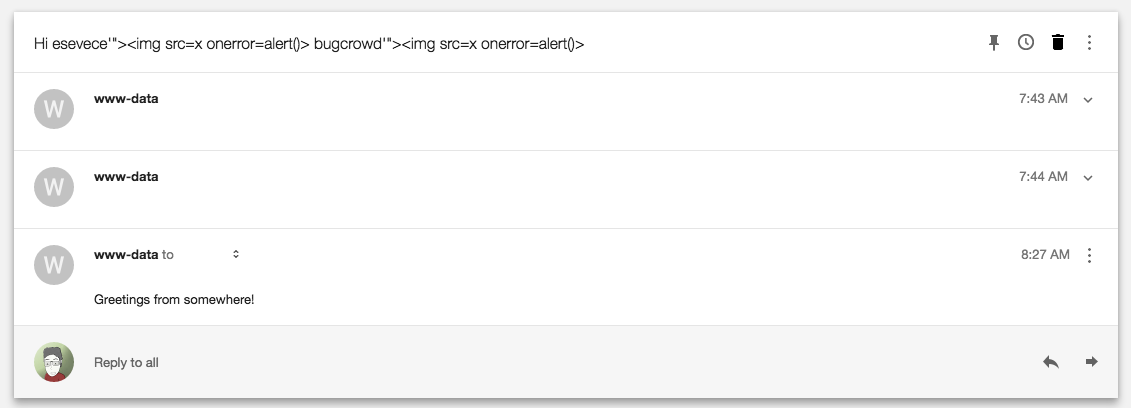 Hi esevece'"><img src=x onerror=alert()> bugcrowd'"><img src=x onerror=alert()>
W www-data 7:43 AM
W www-data 7:44 AM
W www-data to 8:27 AM
Greetings from somewhere!
Reply to all